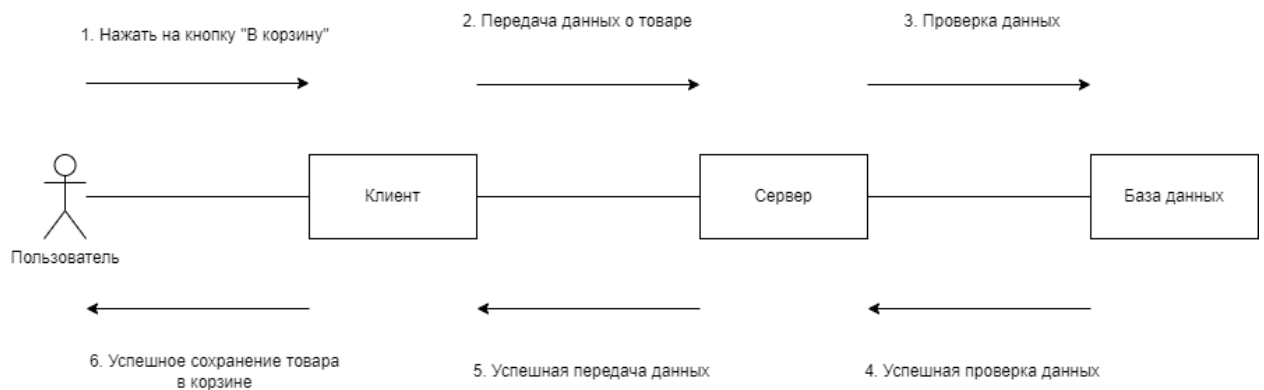 1. Нажать на кнопку "В корзину"
2. Передача данных о товаре
3. Проверка данных
Клиент
Сервер
База данных
Пользователь
6. Успешное сохранение товара
в корзине
5. Успешная передача данных
4. Успешная проверка данных